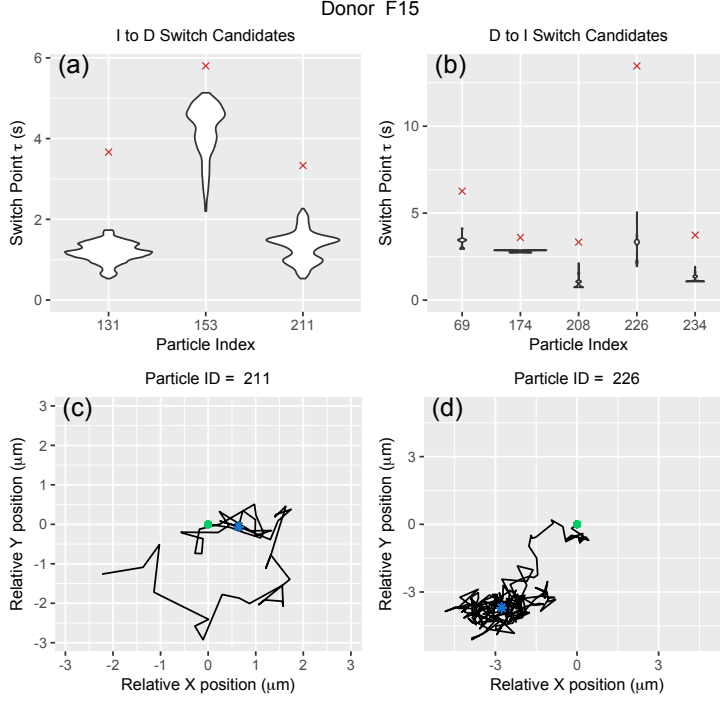 Donor F15
I to D Switch Candidates
(a)
Switch Point τ (s)
6
4
2
0
131 153 211
Particle Index
D to I Switch Candidates
(b)
Switch Point τ (s)
10
5
0
69 174 208 226 234
Particle Index
Particle ID = 211
(c)
Relative Y position (μm)
3
2
1
0
-1
-2
-3
-3 -2 -1 0 1 2 3
Relative X position (μm)
Particle ID = 226
(d)
Relative Y position (μm)
3
0
-3
-3 0 3
Relative X position (μm)